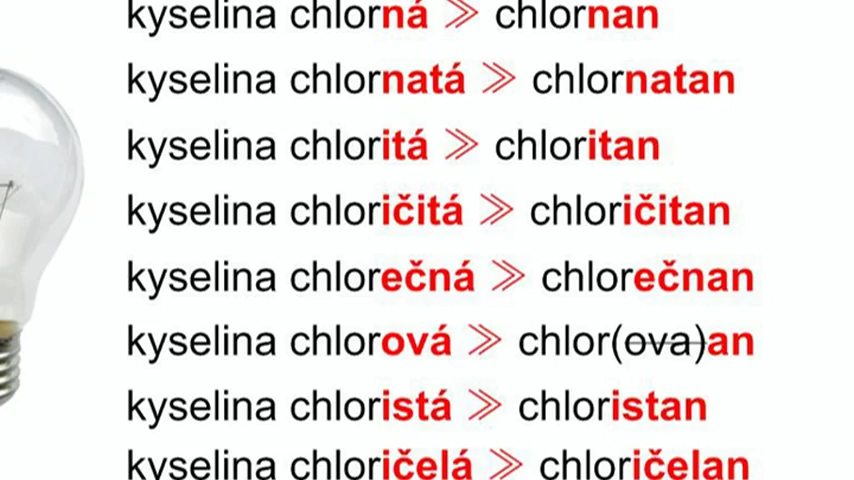 kyselina chlorná ≫ chlornan
kyselina chlornatá ≫ chlornatan
kyselina chloritá ≫ chloritan
kyselina chloričitá ≫ chloričitan
kyselina chlorečná ≫ chlorečnan
kyselina chlorová ≫ chlor(ova)an
kyselina chloristá ≫ chloristan
kyselina chloričelá ≫ chloričelan